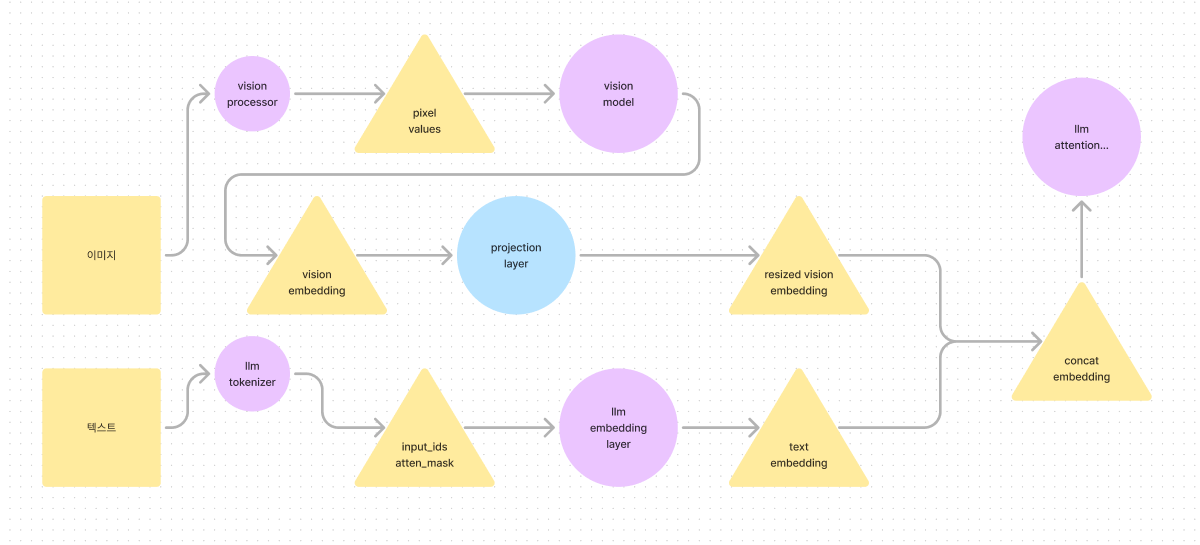 vision
processor
pixel
values
vision
model
llm
attention...
이미지
vision
embedding
projection
layer
resized vision
embedding
concat
embedding
텍스트
llm
tokenizer
input_ids
atten_mask
llm
embedding
layer
text
embedding